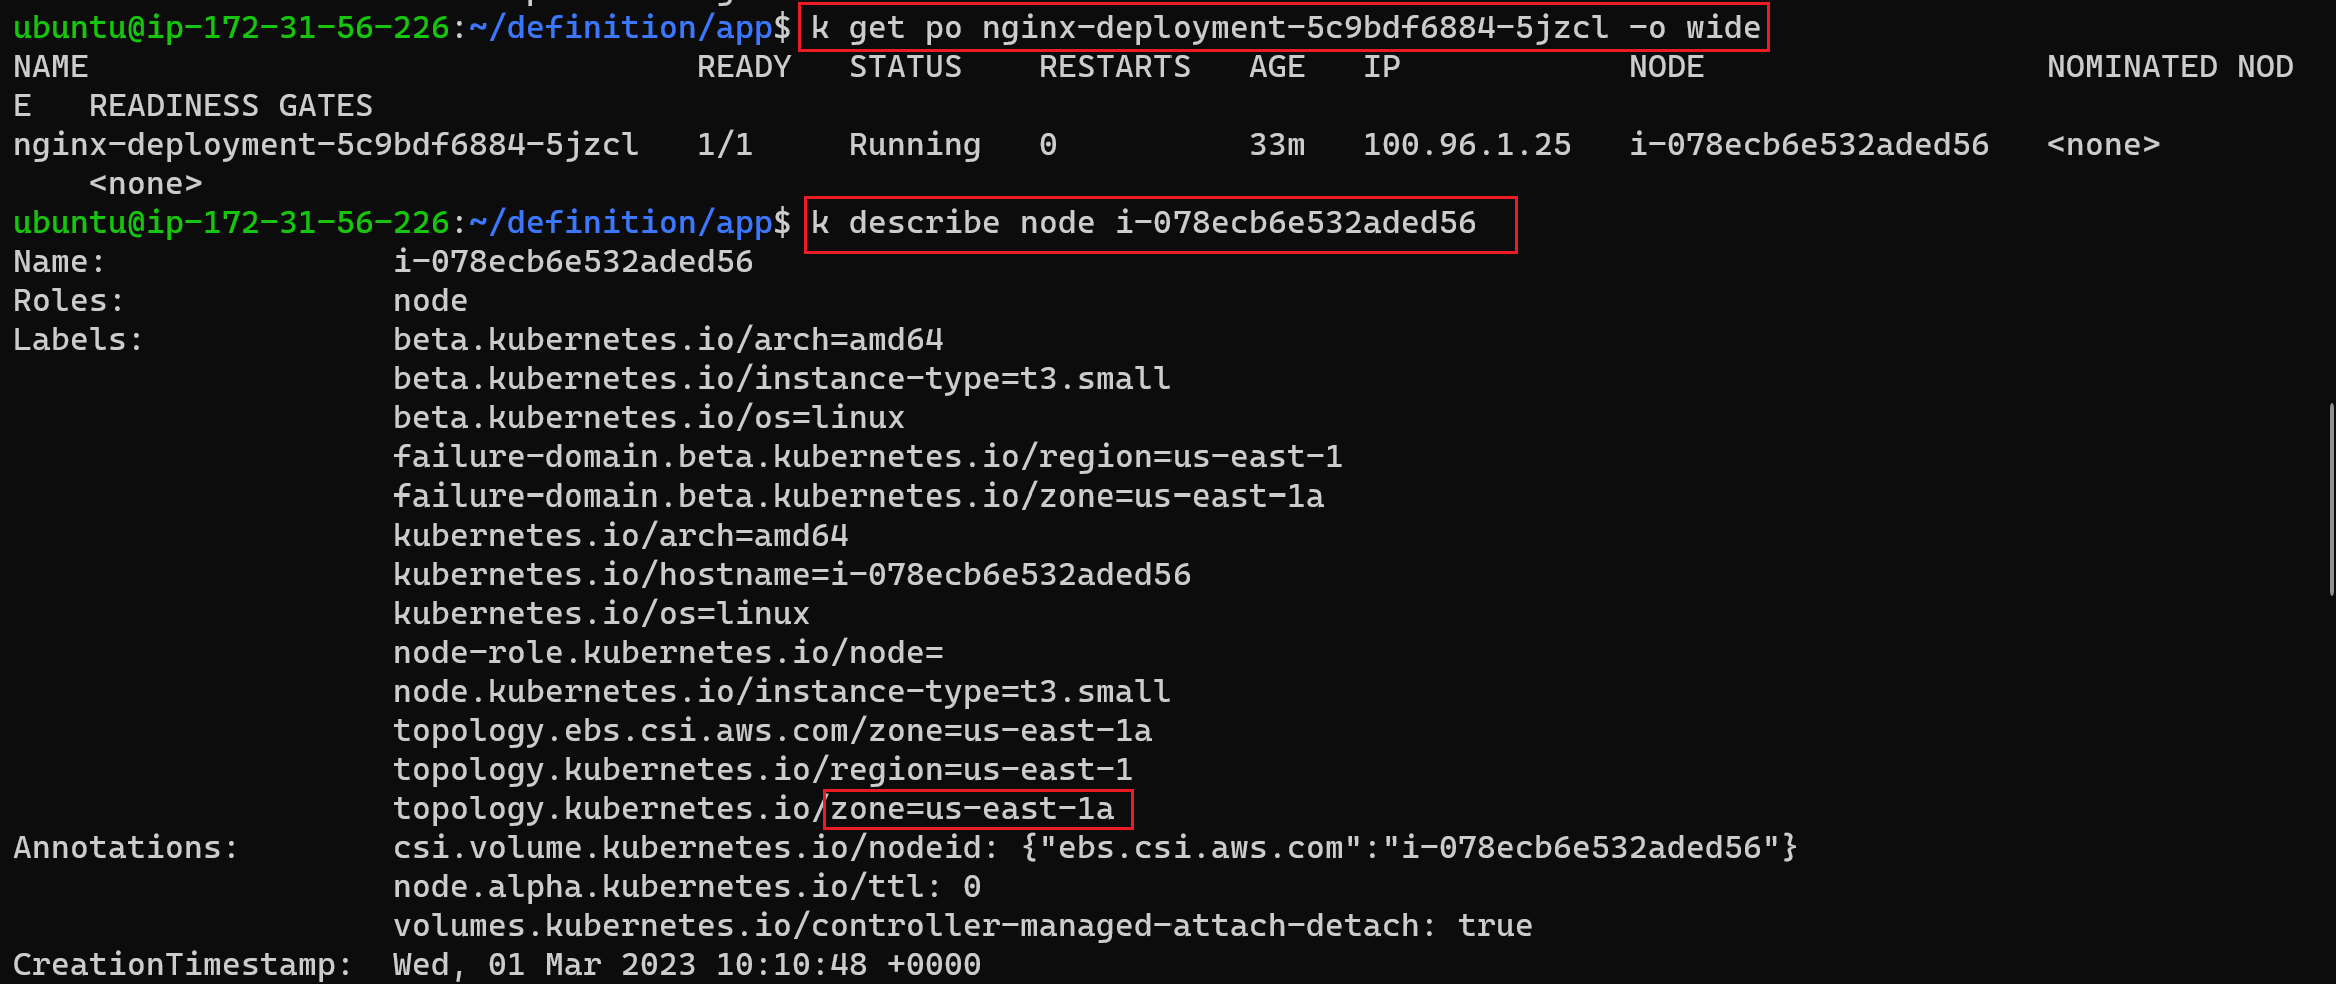 ubuntu@ip-172-31-56-226:~/definition/app$ k get po nginx-deployment-5c9bdf6884-5jzcl -o wide
NAME                                READY   STATUS    RESTARTS   AGE   IP            NODE                  NOMINATED NOD
E   READINESS GATES
nginx-deployment-5c9bdf6884-5jzcl   1/1     Running   0          33m   100.96.1.25   i-078ecb6e532aded56   <none>
    <none>
ubuntu@ip-172-31-56-226:~/definition/app$ k describe node i-078ecb6e532aded56
Name:               i-078ecb6e532aded56
Roles:              node
Labels:             beta.kubernetes.io/arch=amd64
                    beta.kubernetes.io/instance-type=t3.small
                    beta.kubernetes.io/os=linux
                    failure-domain.beta.kubernetes.io/region=us-east-1
                    failure-domain.beta.kubernetes.io/zone=us-east-1a
                    kubernetes.io/arch=amd64
                    kubernetes.io/hostname=i-078ecb6e532aded56
                    kubernetes.io/os=linux
                    node-role.kubernetes.io/node=
                    node.kubernetes.io/instance-type=t3.small
                    topology.ebs.csi.aws.com/zone=us-east-1a
                    topology.kubernetes.io/region=us-east-1
                    topology.kubernetes.io/zone=us-east-1a
Annotations:        csi.volume.kubernetes.io/nodeid: {"ebs.csi.aws.com":"i-078ecb6e532aded56"}
                    node.alpha.kubernetes.io/ttl: 0
                    volumes.kubernetes.io/controller-managed-attach-detach: true
CreationTimestamp:  Wed, 01 Mar 2023 10:10:48 +0000